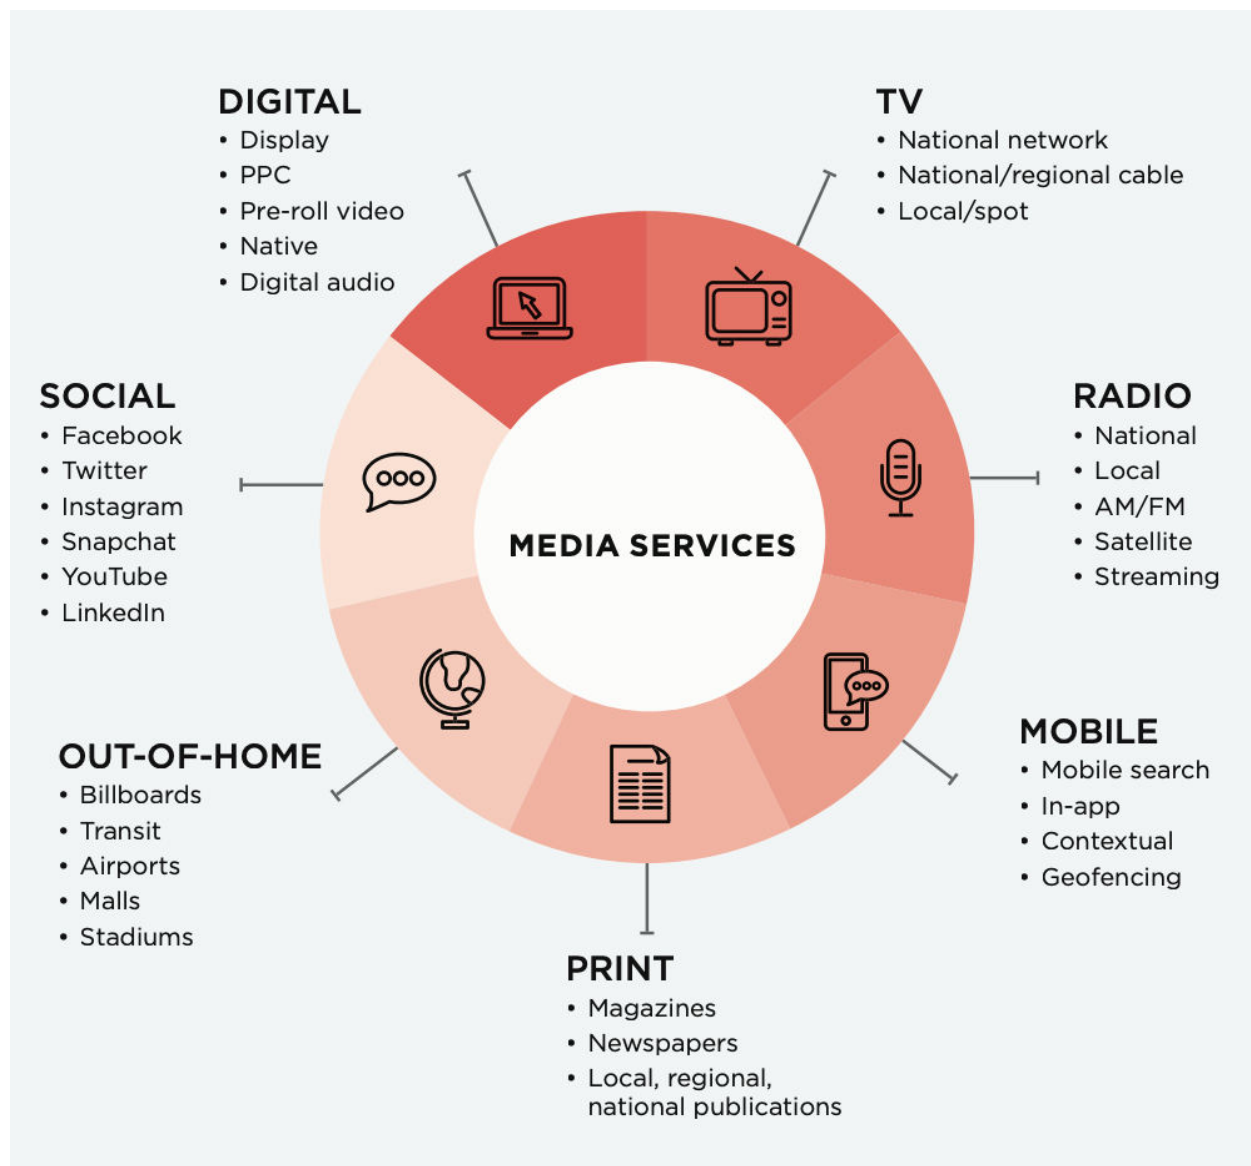 DIGITAL
• Display
• PPC
• Pre-roll video
• Native
• Digital audio
TV
• National network
• National/regional cable
• Local/spot
SOCIAL
• Facebook
• Twitter
• Instagram
• Snapchat
• YouTube
• LinkedIn
RADIO
• National
• Local
• AM/FM
• Satellite
• Streaming
MEDIA SERVICES
OUT-OF-HOME
• Billboards
• Transit
• Airports
• Malls
• Stadiums
MOBILE
• Mobile search
• In-app
• Contextual
• Geofencing
PRINT
• Magazines
• Newspapers
• Local, regional,
national publications